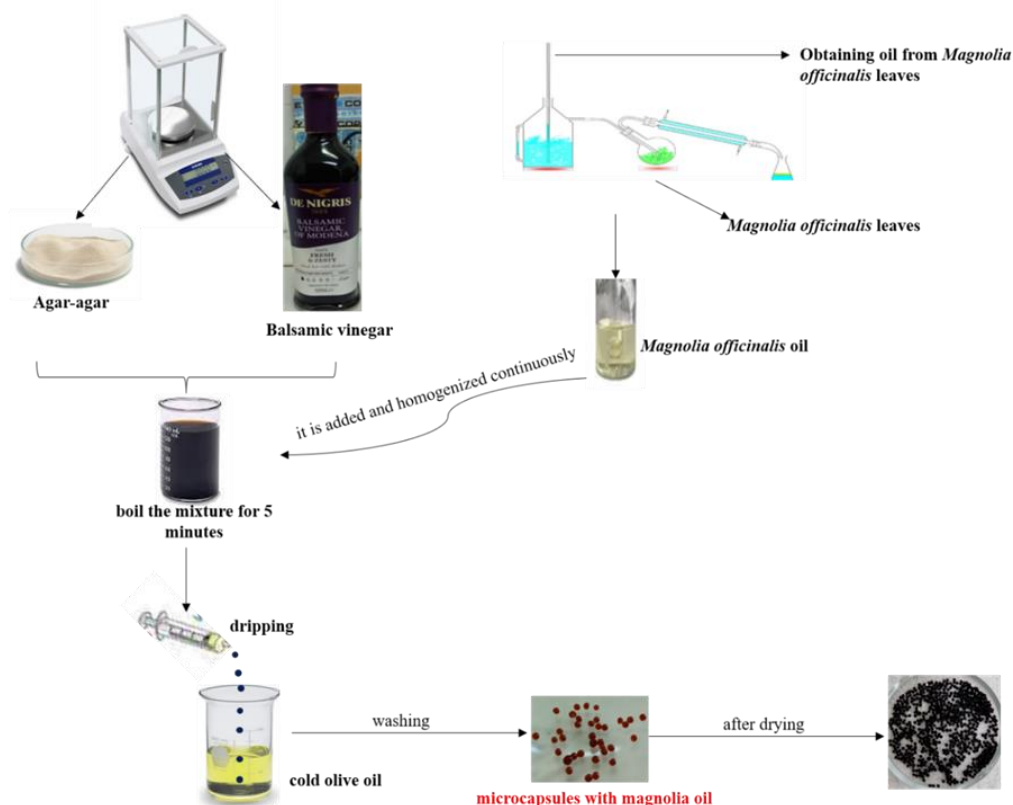 Obtaining oil from Magnolia
officinalis leaves
DE NIGRIS
BALSAMIC
VINEGAR
OF MODENA
FRESH
& ZESTY
Magnolia officinalis leaves
Agar-agar
Balsamic vinegar
Magnolia officinalis oil
it is added and homogenized continuously
boil the mixture for 5
minutes
dripping
washing
after drying
cold olive oil
microcapsules with magnolia oil